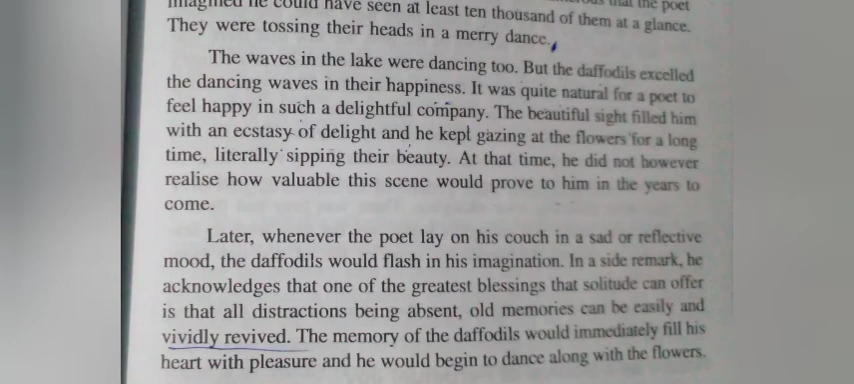 imagined he could have seen at least ten thousand of them at a glance.
that the poet
They were tossing their heads in a merry dance.
The waves in the lake were dancing too. But the daffodils excelled
the dancing waves in their happiness. It was quite natural for a poet to
feel happy in such a delightful company. The beautiful sight filled him
with an ecstasy of delight and he kept gazing at the flowers for a long
time, literally sipping their beauty. At that time, he did not however
realise how valuable this scene would prove to him in the years to
come.
Later, whenever the poet lay on his couch in a sad or reflective
mood, the daffodils would flash in his imagination. In a side remark, he
acknowledges that one of the greatest blessings that solitude can offer
is that all distractions being absent, old memories can be easily and
vividly revived. The memory of the daffodils would immediately fill his
heart with pleasure and he would begin to dance along with the flowers.